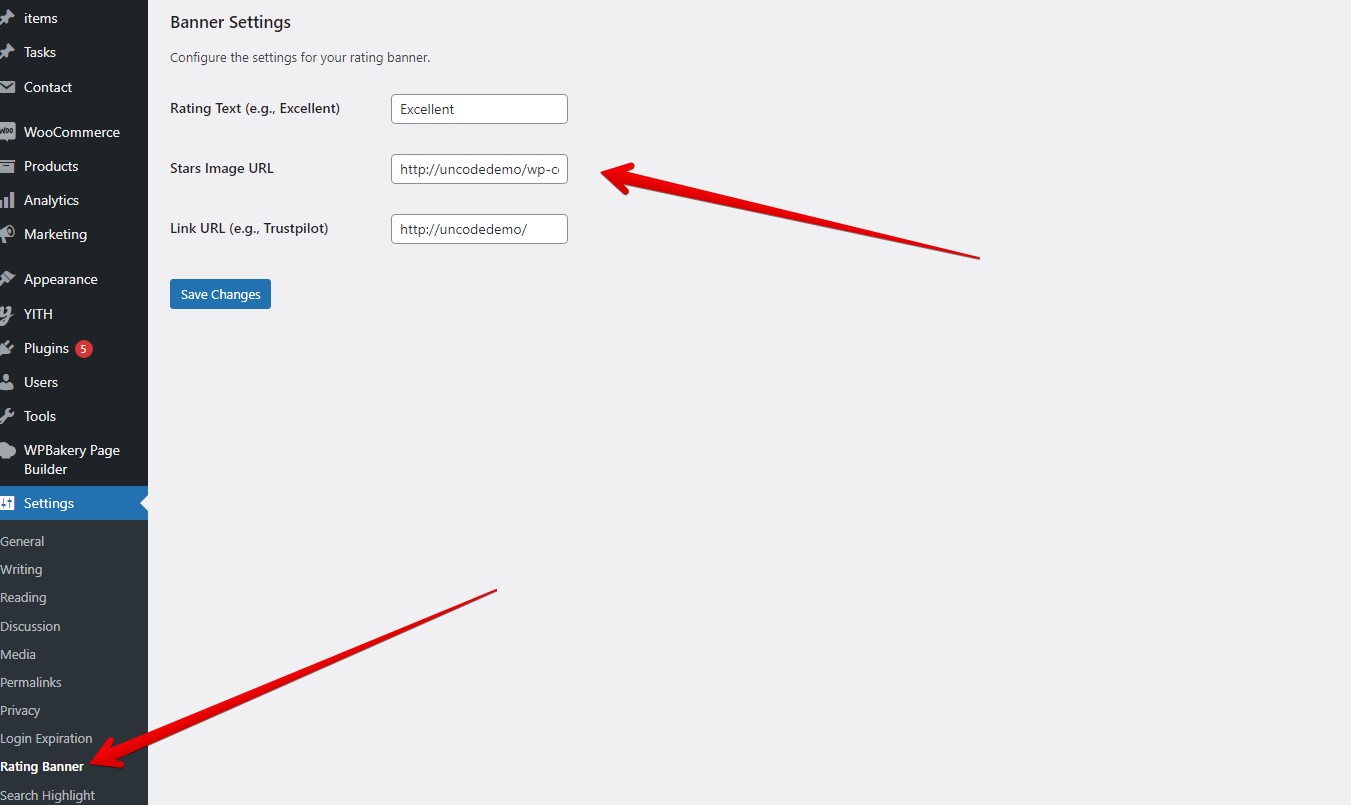 items
Tasks
Contact
WooCommerce
Products
Analytics
Marketing
Appearance
YITH
Plugins 5
Users
Tools
WPBakery Page
Builder
Settings
General
Writing
Reading
Discussion
Media
Permalinks
Privacy
Login Expiration
Rating Banner
Search Highlight
Banner Settings
Configure the settings for your rating banner.
Rating Text (e.g., Excellent) Excellent
Stars Image URL http://uncodedemo/wp-c
Link URL (e.g., Trustpilot) http://uncodedemo/
Save Changes